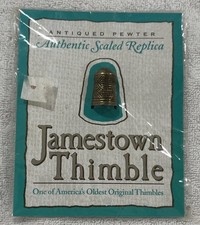 ANTIQUED PEWTER
Authentic Scaled Replica
Jamestown
Thimble
One of America's Oldest Original Thimbles